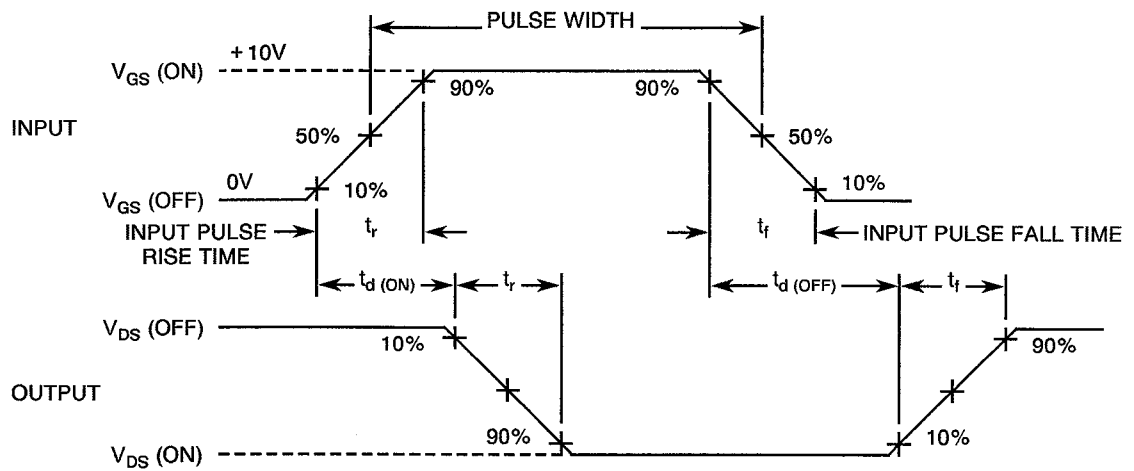 PULSE WIDTH
+10V
V_GS (ON)
90%
90%
INPUT
50%
50%
0V
10%
10%
V_GS (OFF)
INPUT PULSE
RISE TIME
t_r
t_f
INPUT PULSE FALL TIME
t_d (ON)
t_r
t_d (OFF)
t_f
V_DS (OFF)
10%
90%
OUTPUT
90%
10%
V_DS (ON)